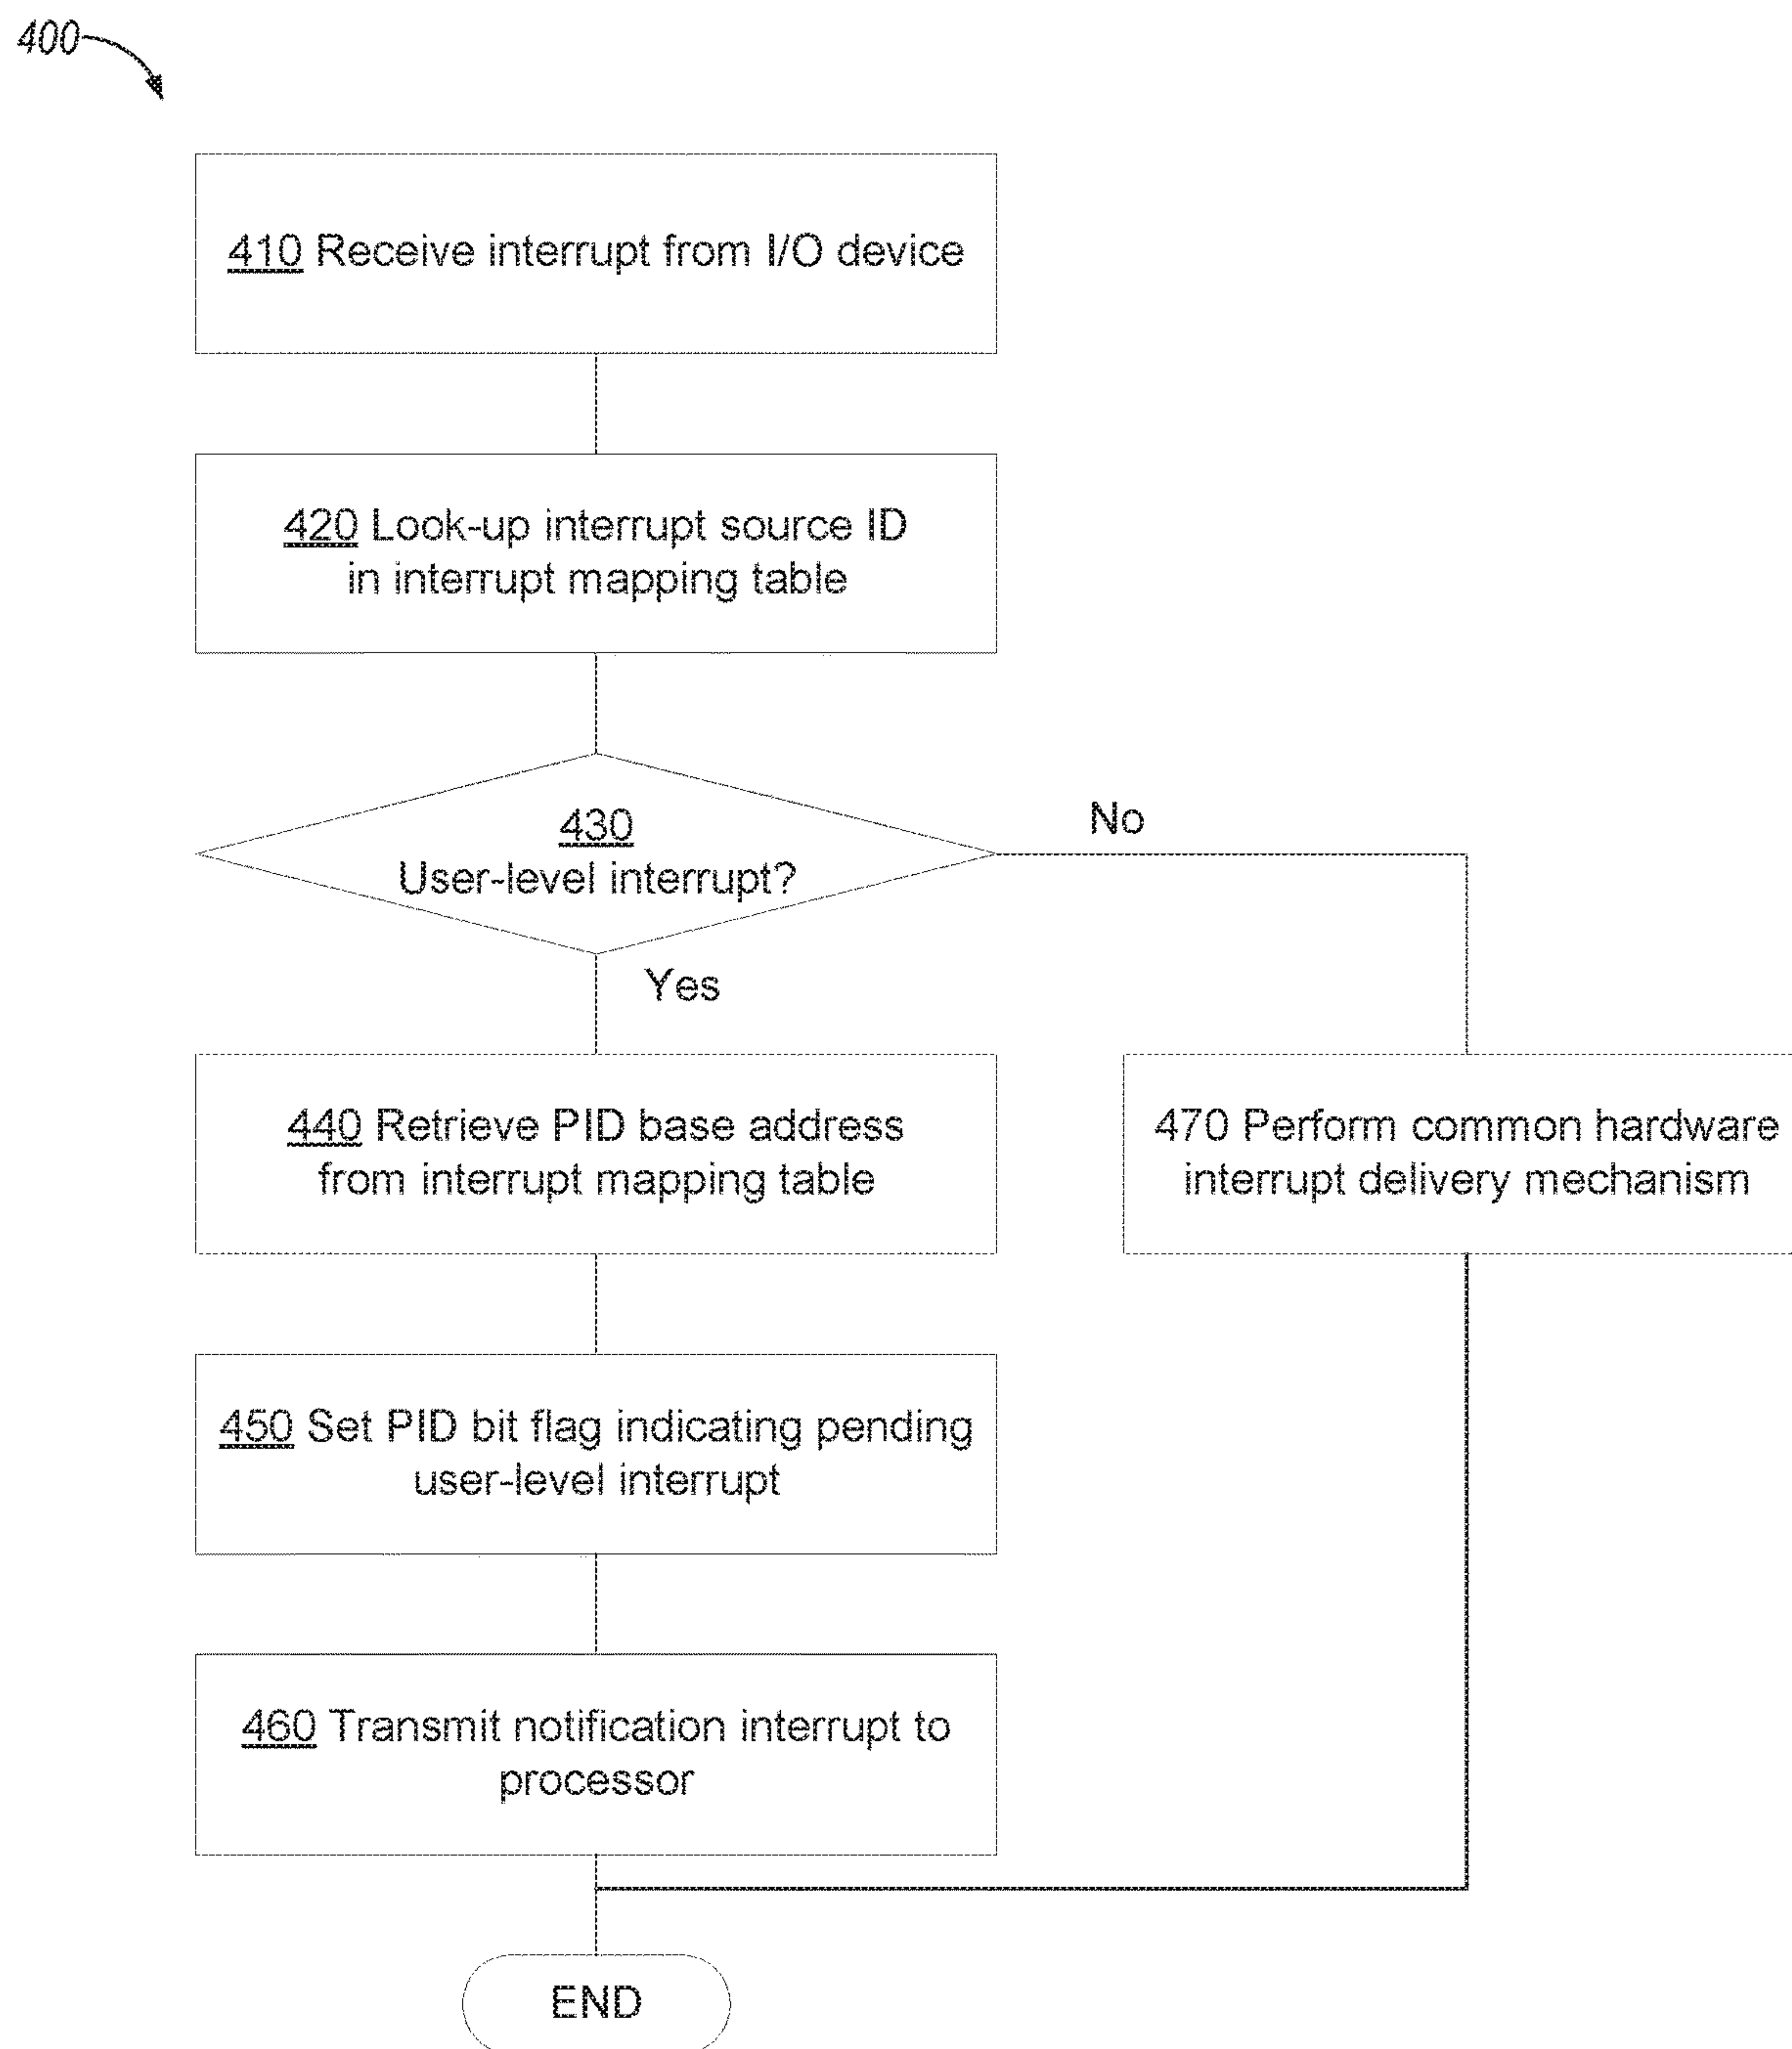 400
410 Receive interrupt from I/O device
420 Look-up interrupt source ID
in interrupt mapping table
430
User-level interrupt?
No
Yes
440 Retrieve PID base address
from interrupt mapping table
470 Perform common hardware
interrupt delivery mechanism
450 Set PID bit flag indicating pending
user-level interrupt
460 Transmit notification interrupt to
processor
END